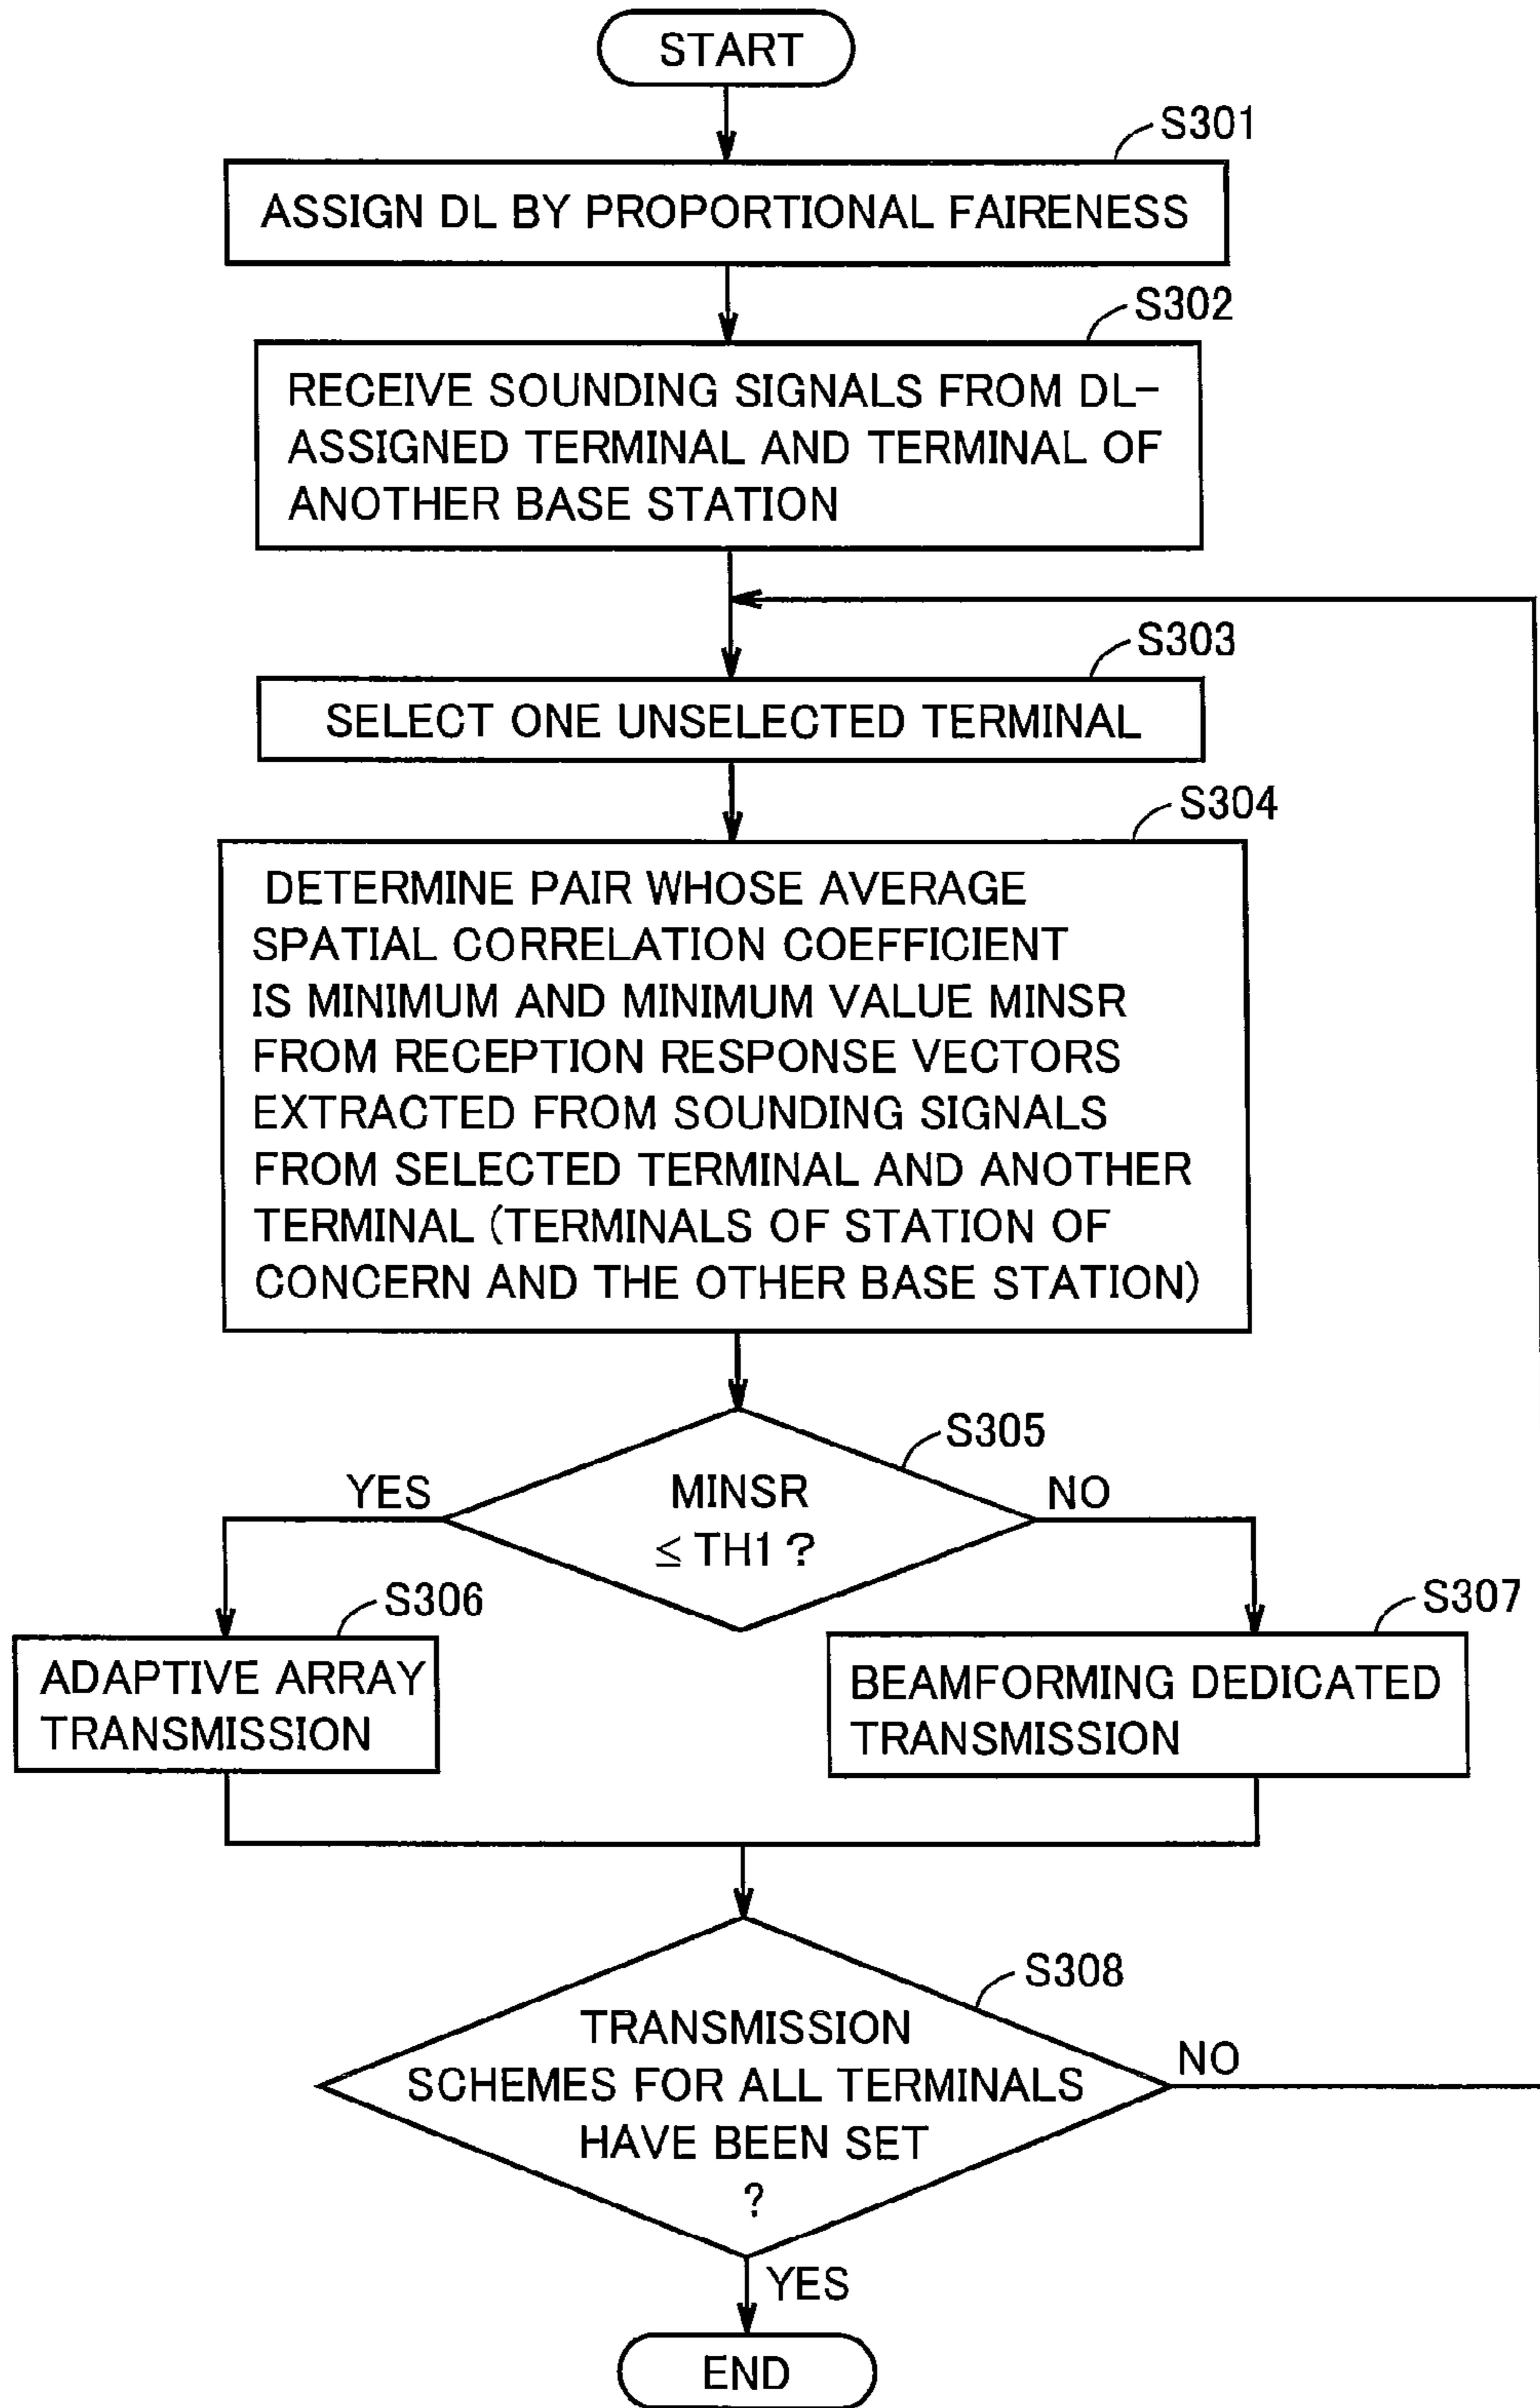 START
S301
ASSIGN DL BY PROPORTIONAL FAIRENESS
S302
RECEIVE SOUNDING SIGNALS FROM DL-
ASSIGNED TERMINAL AND TERMINAL OF
ANOTHER BASE STATION
S303
SELECT ONE UNSELECTED TERMINAL
S304
DETERMINE PAIR WHOSE AVERAGE
SPATIAL CORRELATION COEFFICIENT
IS MINIMUM AND MINIMUM VALUE MINSR
FROM RECEPTION RESPONSE VECTORS
EXTRACTED FROM SOUNDING SIGNALS
FROM SELECTED TERMINAL AND ANOTHER
TERMINAL (TERMINALS OF STATION OF
CONCERN AND THE OTHER BASE STATION)
S305
YES
MINSR
≤ TH1 ?
NO
S306
ADAPTIVE ARRAY
TRANSMISSION
S307
BEAMFORMING DEDICATED
TRANSMISSION
S308
TRANSMISSION
SCHEMES FOR ALL TERMINALS
HAVE BEEN SET
?
NO
YES
END